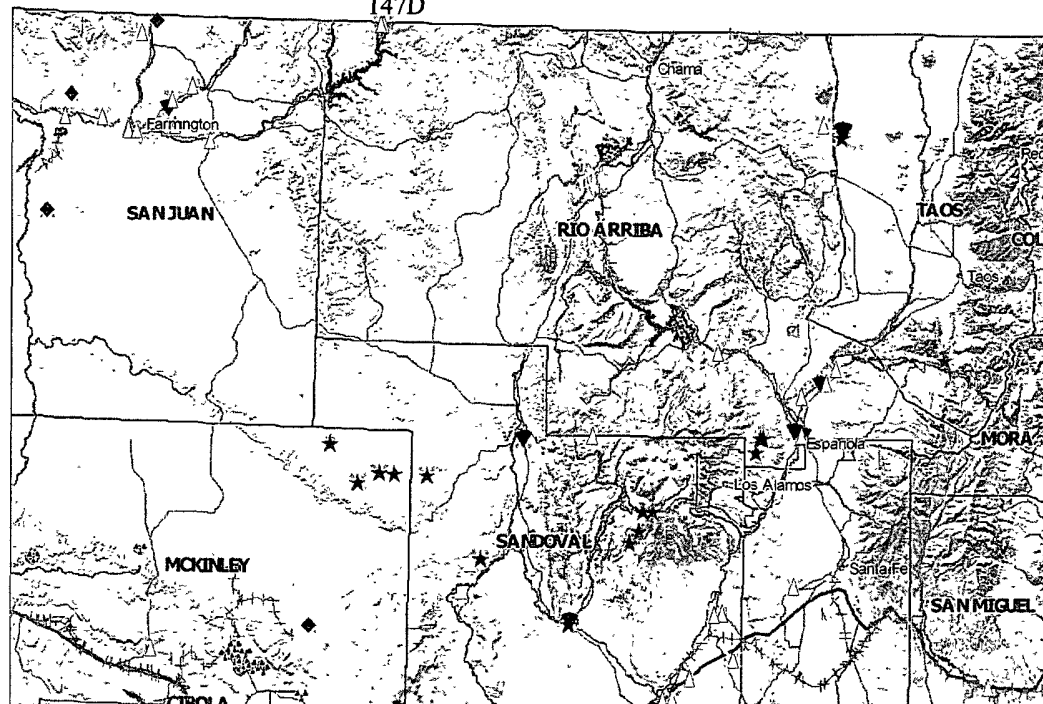 147D
Chama
Farmington
SAN JUAN
RIO ARRIBA
TAOS
COL
Taos
MORA
Española
Los Alamos
SANDOVAL
MCKINLEY
Santa Fe
SAN MIGUEL
CIBOLA